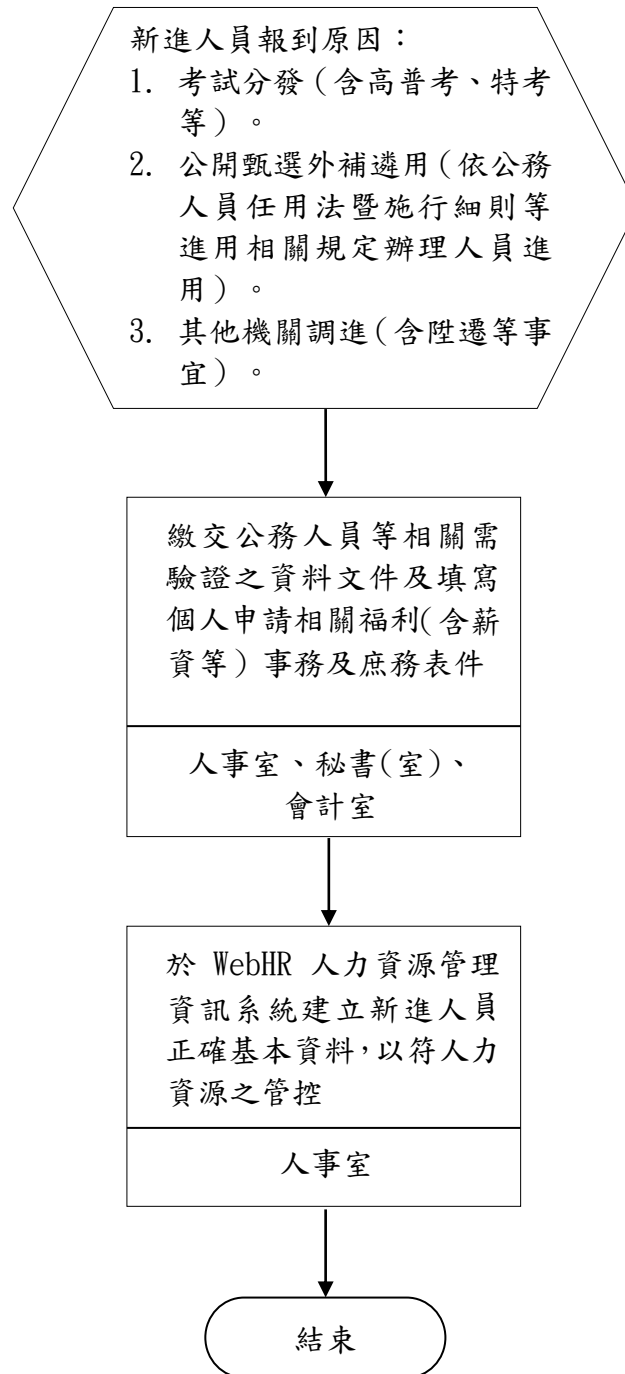 新進人員報到原因：
1. 考試分發（含高普考、特考
等）。
2. 公開甄選外補遴用（依公務
人員任用法暨施行細則等
進用相關規定辦理人員進
用）。
3. 其他機關調進（含陞遷等事
宜）。
繳交公務人員等相關需
驗證之資料文件及填寫
個人申請相關福利(含薪
資等）事務及庶務表件
人事室、秘書(室)、
會計室
於 WebHR 人力資源管理
資訊系統建立新進人員
正確基本資料，以符人力
資源之管控
人事室
結束